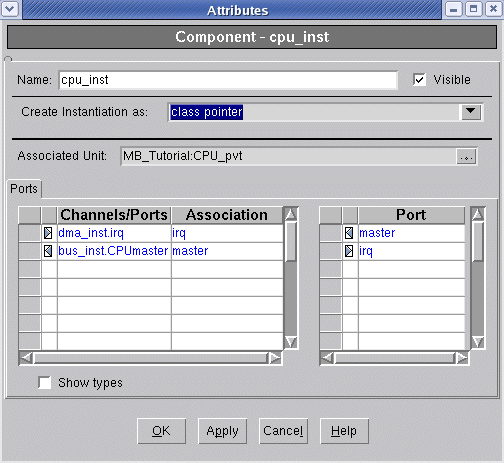 Attributes
Component - cpu_inst
Name: cpu_inst Visible
Create Instantiation as: class pointer
Associated Unit: MB_Tutorial:CPU_pvt ...
Ports
Channels/Ports Association Port
dma_inst.irq irq master
bus_inst.CPUmaster master irq
Show types
OK Apply Cancel Help